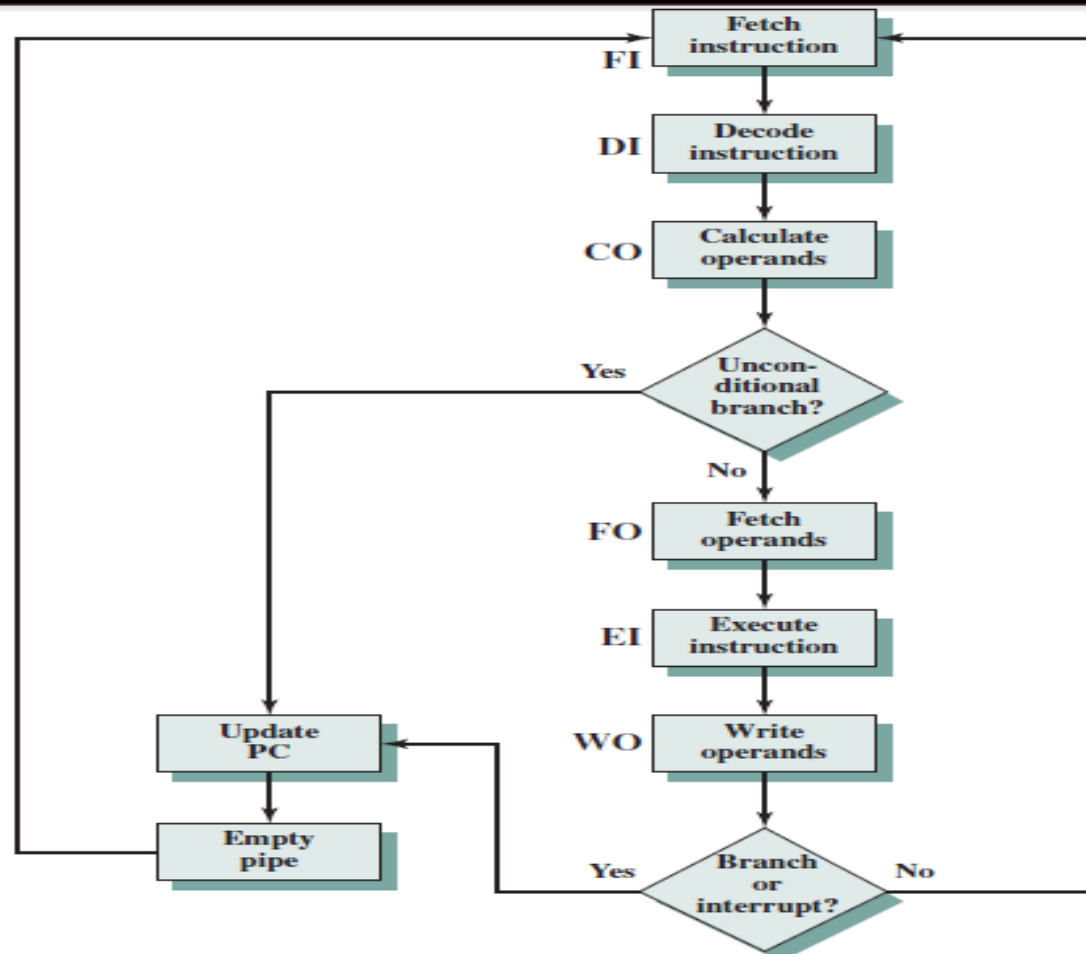 Fetch
instruction
FI
Decode
instruction
DI
Calculate
operands
CO
Uncon-
ditional
branch?
Yes
No
Fetch
operands
FO
Execute
instruction
EI
Write
operands
WO
Update
PC
Empty
pipe
Branch
or
interrupt?
Yes
No